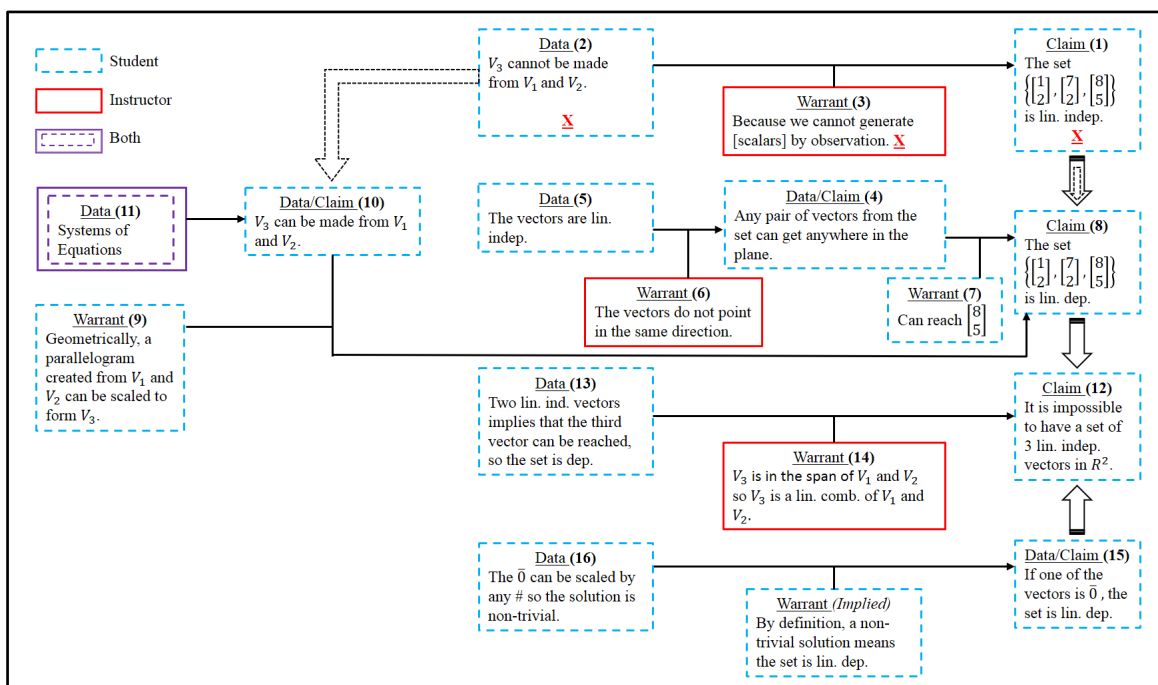 Student
Instructor
Both
Data (2)
V₃ cannot be made
from V₁ and V₂.
X
Warrant (3)
Because we cannot generate
[scalars] by observation. X
Claim (1)
The set
{[1 2], [7 2], [8 5]}
is lin. indep.
X
Data (11)
Systems of
Equations
Data/Claim (10)
V₃ can be made from V₁
and V₂.
Data (5)
The vectors are lin.
indep.
Warrant (6)
The vectors do not point
in the same direction.
Data/Claim (4)
Any pair of vectors from the
set can get anywhere in the
plane.
Warrant (7)
Can reach [8 5]
Claim (8)
The set
{[1 2], [7 2], [8 5]}
is lin. dep.
Warrant (9)
Geometrically, a
parallelogram
created from V₁ and
V₂ can be scaled to
form V₃.
Data (13)
Two lin. ind. vectors
implies that the third
vector can be reached,
so the set is dep.
Warrant (14)
V₃ is in the span of V₁ and V₂
so V₃ is a lin. comb. of V₁ and
V₂.
Claim (12)
It is impossible
to have a set of
3 lin. indep.
vectors in R².
Data (16)
The 0̅ can be scaled by
any # so the solution is
non-trivial.
Warrant (Implied)
By definition, a non-
trivial solution means
the set is lin. dep.
Data/Claim (15)
If one of the
vectors is 0̅ , the
set is lin. dep.